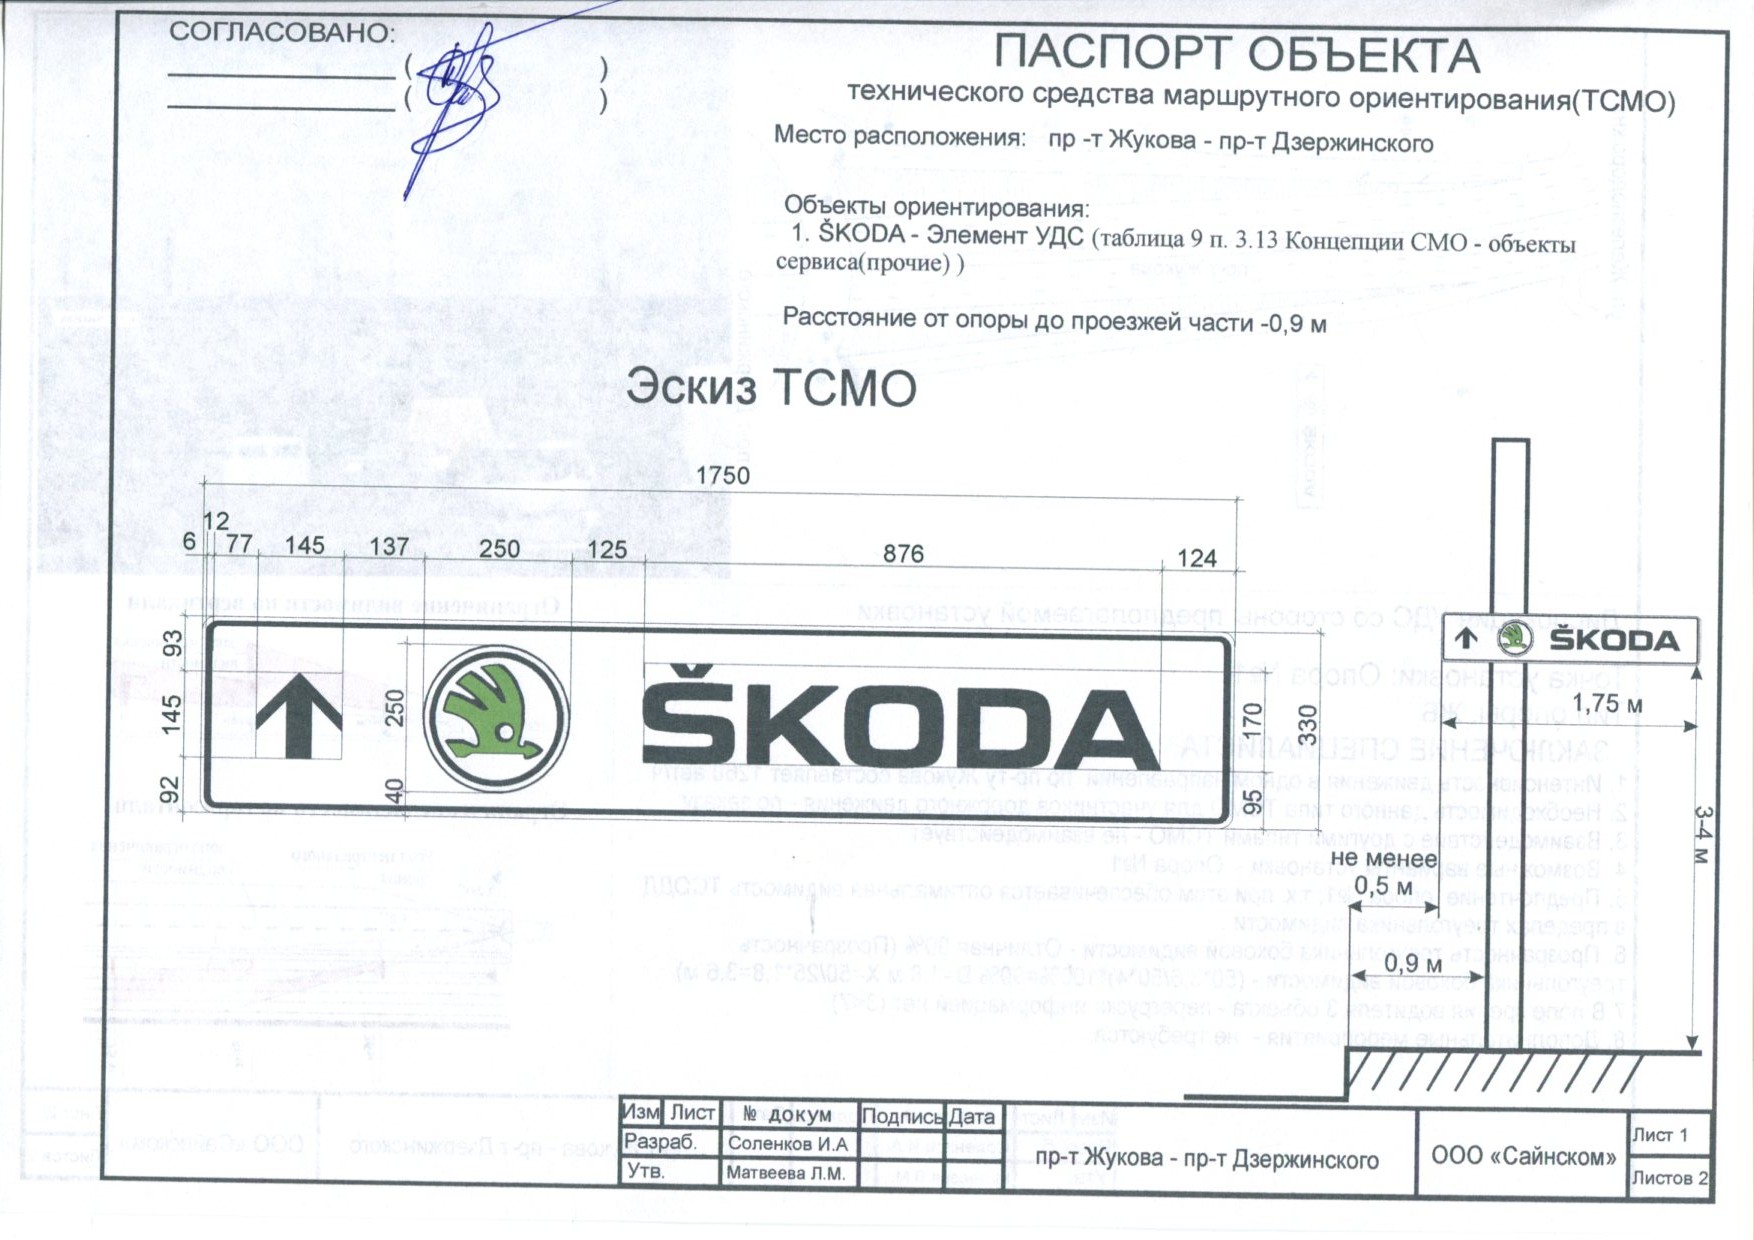 СОГЛАСОВАНО:
( )
( )
ПАСПОРТ ОБЪЕКТА
технического средства маршрутного ориентирования(ТСМО)
Место расположения: пр -т Жукова - пр-т Дзержинского
Объекты ориентирования:
1. ŠKODA - Элемент УДС (таблица 9 п. 3.13 Концепции СМО - объекты
сервиса(прочие) )
Расстояние от опоры до проезжей части -0,9 м
Эскиз ТСМО
1750
12
6 77 145 137 250 125 876 124
93
145
92
250
40
ŠKODA
170
95
330
ŠKODA
1,75 м
3-4 м
не менее
0,5 м
0,9 м
Изм Лист № докум Подпись Дата
Разраб. Соленков И.А
Утв. Матвеева Л.М.
пр-т Жукова - пр-т Дзержинского
ООО «Сайнском»
Лист 1
Листов 2